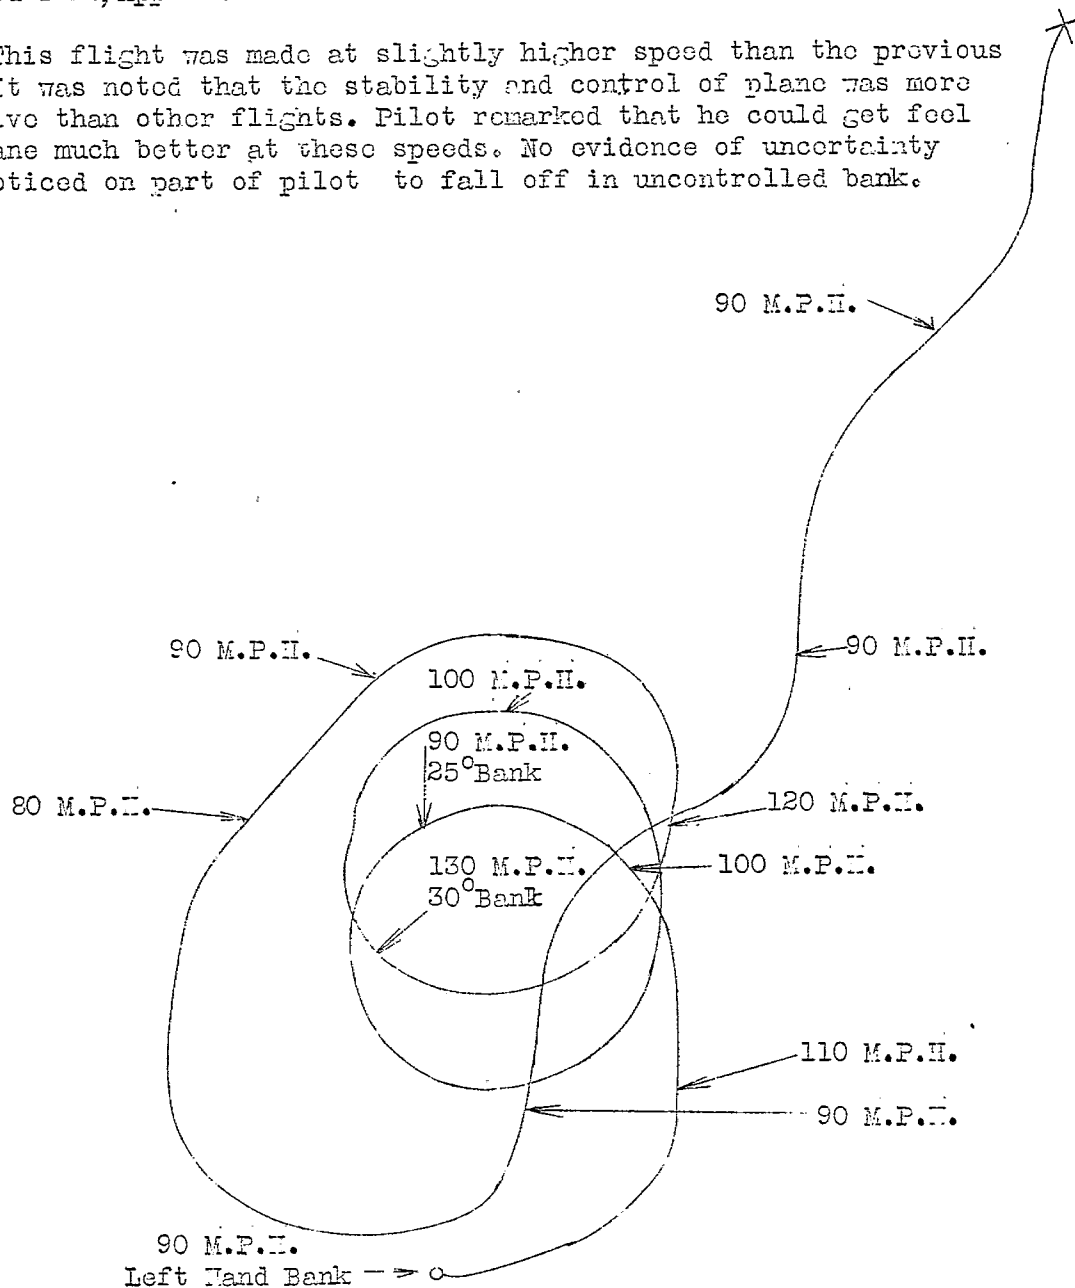 This flight was made at slightly higher speed than the previous
It was noted that the stability and control of plane was more
ive than other flights. Pilot remarked that he could get feel
ane much better at these speeds. No evidence of uncertainty
oticed on part of pilot to fall off in uncontrolled bank.
90 M.P.H.
90 M.P.H.
90 M.P.H.
100 M.P.H.
90 M.P.H.
25° Bank
80 M.P.H.
120 M.P.H.
130 M.P.H.
30° Bank
100 M.P.H.
110 M.P.H.
90 M.P.H.
90 M.P.H.
Left Hand Bank